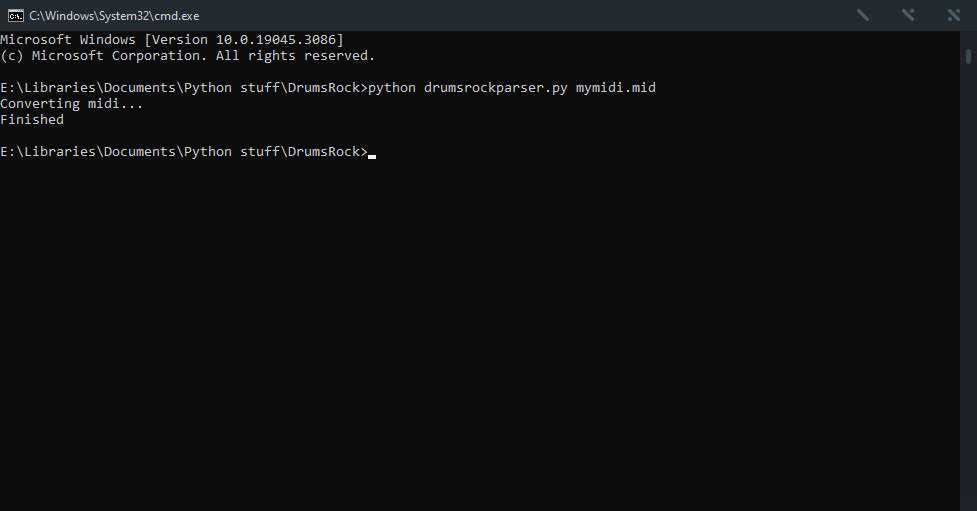 C:\Windows\System32\cmd.exe
Microsoft Windows [Version 10.0.19045.3086]
(c) Microsoft Corporation. All rights reserved.
E:\Libraries\Documents\Python stuff\DrumsRock>python drumsrockparser.py mymidi.mid
Converting midi...
Finished
E:\Libraries\Documents\Python stuff\DrumsRock>